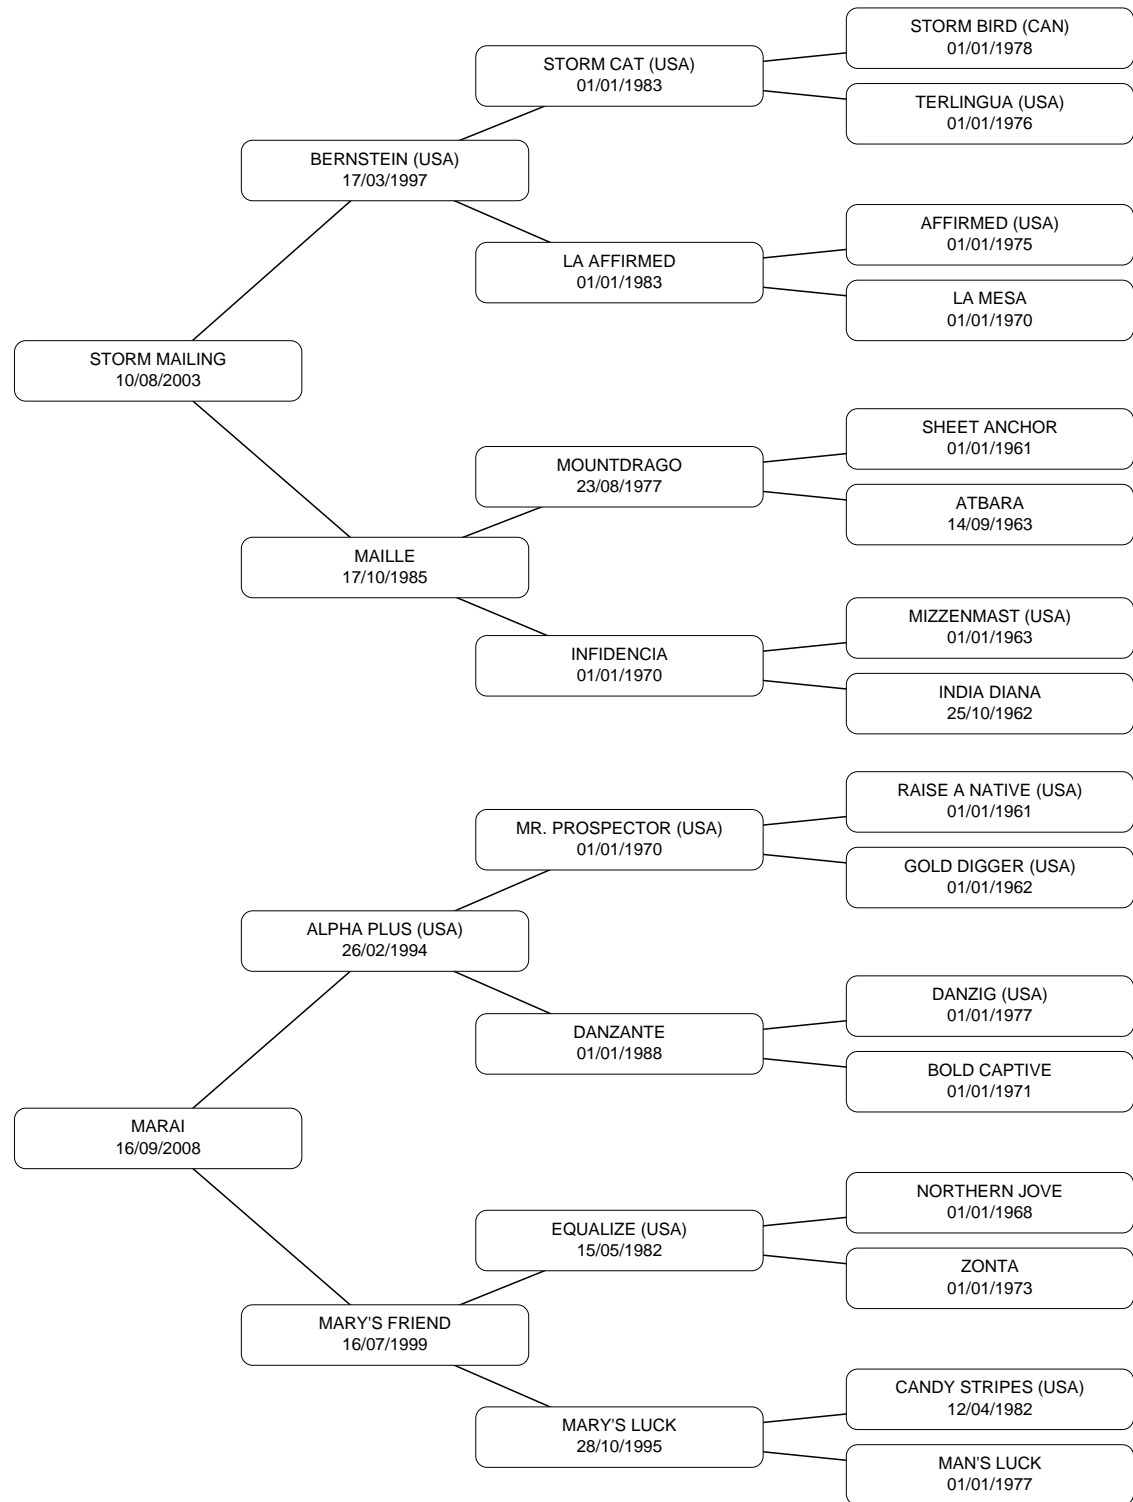 STORM BIRD (CAN)
01/01/1978
STORM CAT (USA)
01/01/1983
TERLINGUA (USA)
01/01/1976
BERNSTEIN (USA)
17/03/1997
AFFIRMED (USA)
01/01/1975
LA AFFIRMED
01/01/1983
LA MESA
01/01/1970
STORM MAILING
10/08/2003
SHEET ANCHOR
01/01/1961
MOUNTDRAGO
23/08/1977
ATBARA
14/09/1963
MAILLE
17/10/1985
MIZZENMAST (USA)
01/01/1963
INFIDENCIA
01/01/1970
INDIA DIANA
25/10/1962
RAISE A NATIVE (USA)
01/01/1961
MR. PROSPECTOR (USA)
01/01/1970
GOLD DIGGER (USA)
01/01/1962
ALPHA PLUS (USA)
26/02/1994
DANZIG (USA)
01/01/1977
DANZANTE
01/01/1988
BOLD CAPTIVE
01/01/1971
MARAI
16/09/2008
NORTHERN JOVE
01/01/1968
EQUALIZE (USA)
15/05/1982
ZONTA
01/01/1973
MARY'S FRIEND
16/07/1999
CANDY STRIPES (USA)
12/04/1982
MARY'S LUCK
28/10/1995
MAN'S LUCK
01/01/1977